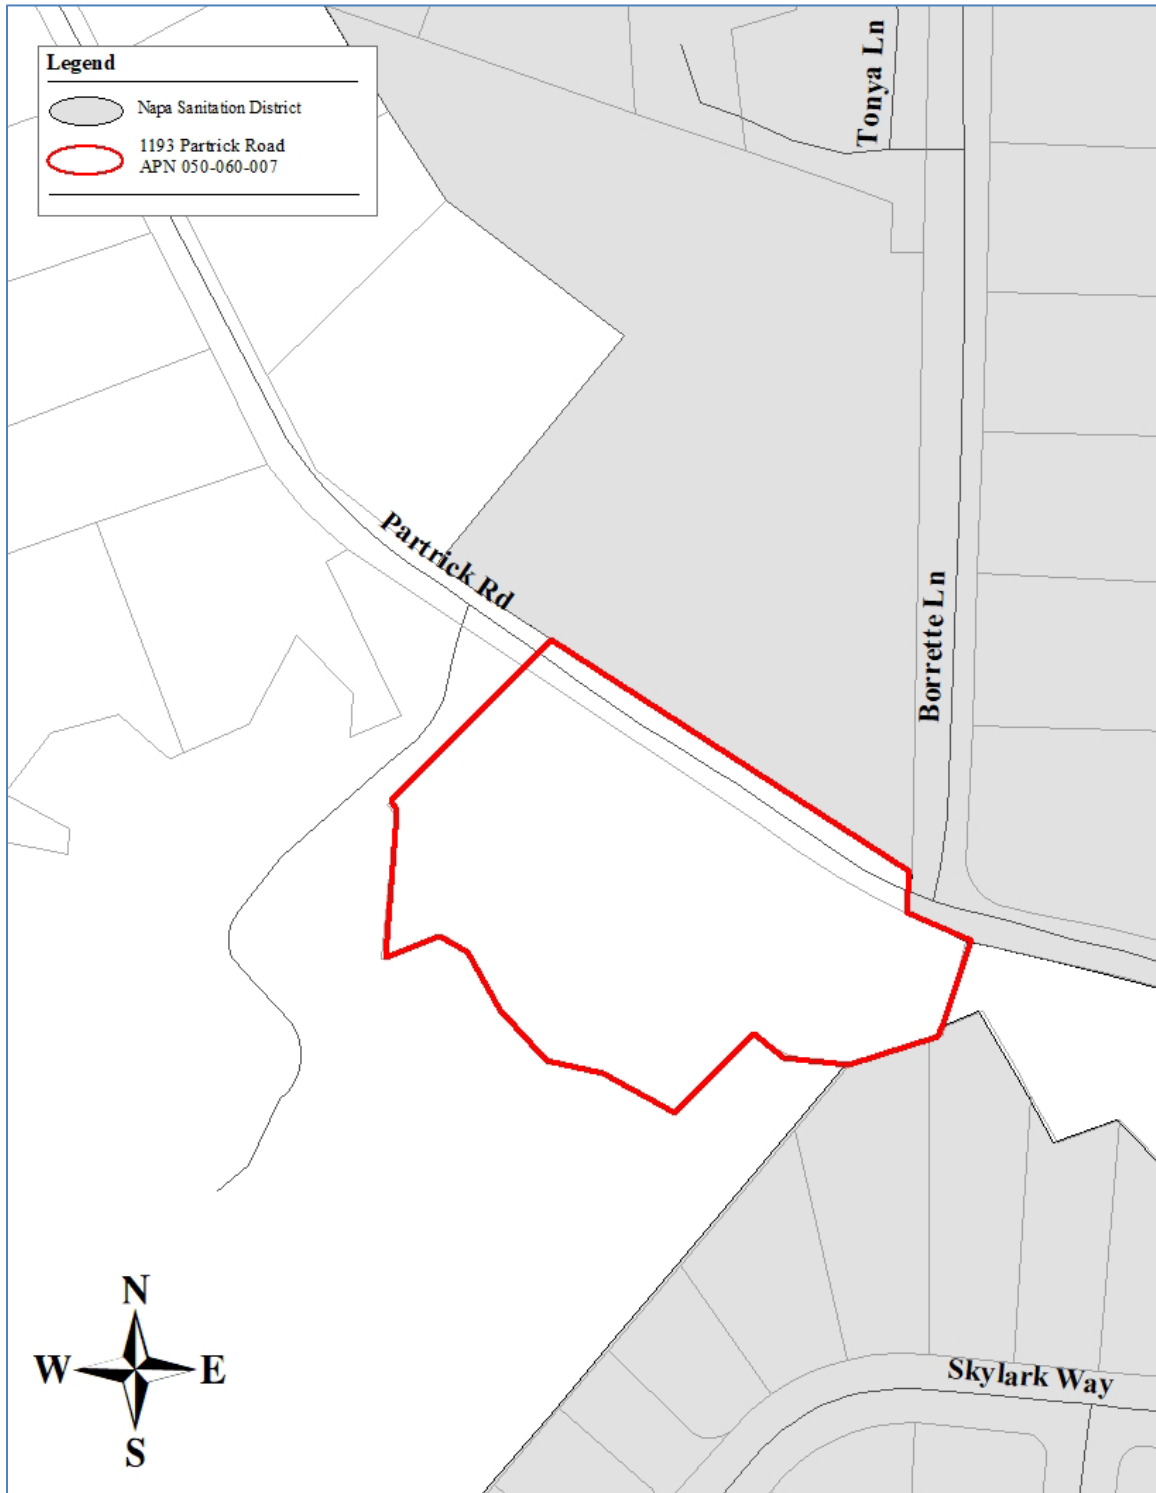 Legend
Napa Sanitation District
1193 Partrick Road
APN 050-060-007
Tonya Ln
Partrick Rd
Borrette Ln
Skylark Way
N
W
E
S